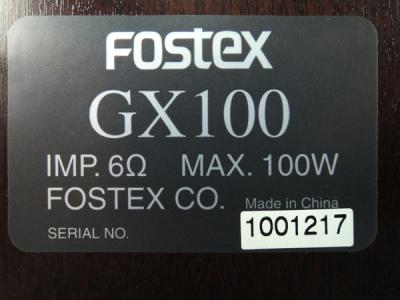 FOSTEX
GX100
IMP. 6Ω MAX. 100W
FOSTEX CO. Made in China
SERIAL NO. 1001217